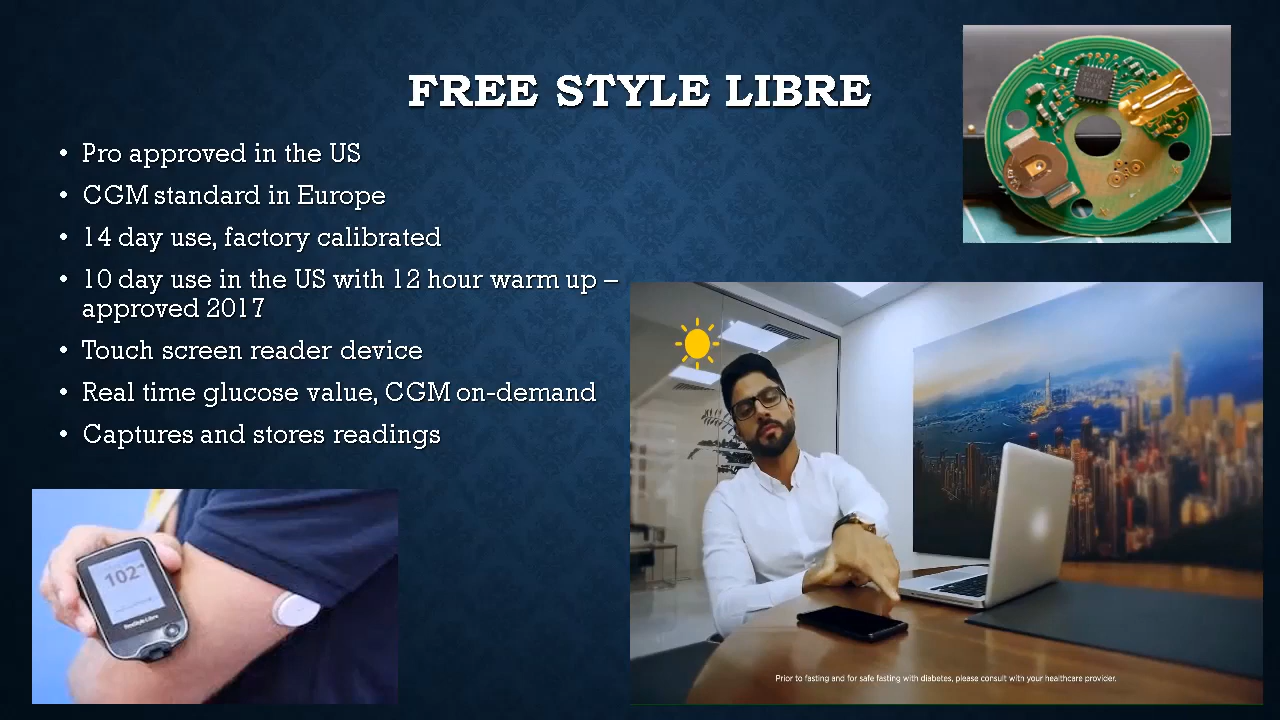 FREE STYLE LIBRE
• Pro approved in the US
• CGM standard in Europe
• 14 day use, factory calibrated
• 10 day use in the US with 12 hour warm up –
approved 2017
• Touch screen reader device
• Real time glucose value, CGM on-demand
• Captures and stores readings
102
FreeStyle Libre
Prior to fasting and for safe fasting with diabetes, please consult with your healthcare provider.